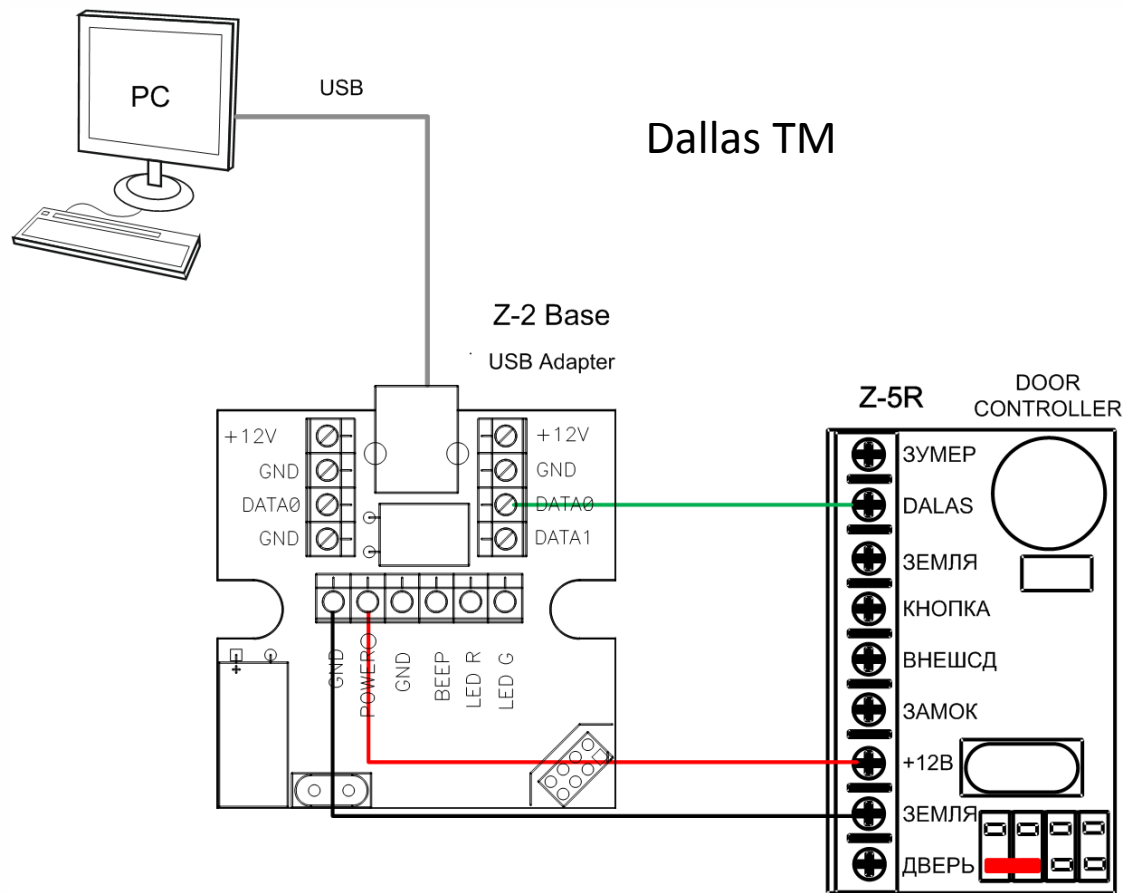 PC
USB
Dallas TM
Z-2 Base
USB Adapter
+12V
GND
DATA0
GND
+12V
GND
DATA0
DATA1
GND
POWER
GND
BEEP
LED R
LED G
+
Z-5R
DOOR
CONTROLLER
ЗУМЕР
DALAS
ЗЕМЛЯ
КНОПКА
ВНЕШСД
ЗАМОК
+12В
ЗЕМЛЯ
ДВЕРЬ